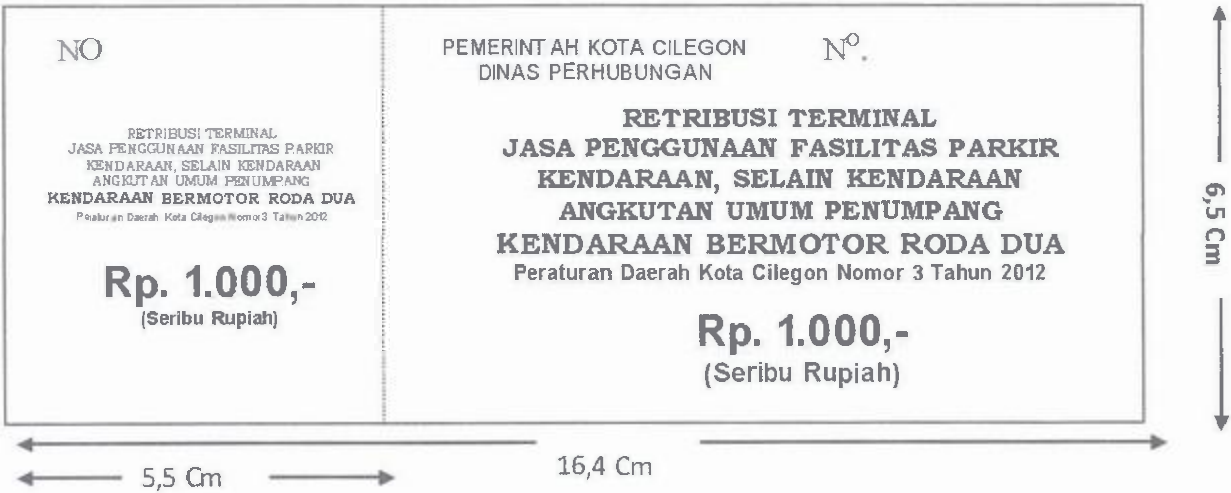 NO
RETRIBUSI TERMINAL
JASA PENGGUNAAN FASILITAS PARKIR
KENDARAAN, SELAIN KENDARAAN
ANGKUTAN UMUM PENUMPANG
KENDARAAN BERMOTOR RODA DUA
Peraturan Daerah Kota Cilegon Nomor 3 Tahun 2012
Rp. 1.000,-
(Seribu Rupiah)
PEMERINTAH KOTA CILEGON
DINAS PERHUBUNGAN
Nº.
RETRIBUSI TERMINAL
JASA PENGGUNAAN FASILITAS PARKIR
KENDARAAN, SELAIN KENDARAAN
ANGKUTAN UMUM PENUMPANG
KENDARAAN BERMOTOR RODA DUA
Peraturan Daerah Kota Cilegon Nomor 3 Tahun 2012
Rp. 1.000,-
(Seribu Rupiah)
6,5 Cm
16,4 Cm
5,5 Cm